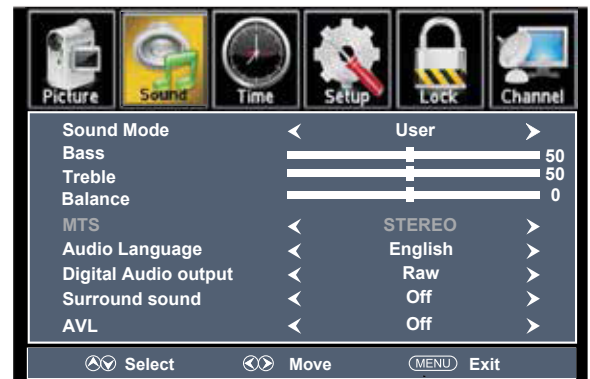 Picture Sound Time Setup Lock Channel
Sound Mode User
Bass 50
Treble 50
Balance 0
MTS STEREO
Audio Language English
Digital Audio output Raw
Surround sound Off
AVL Off
Select Move MENU Exit